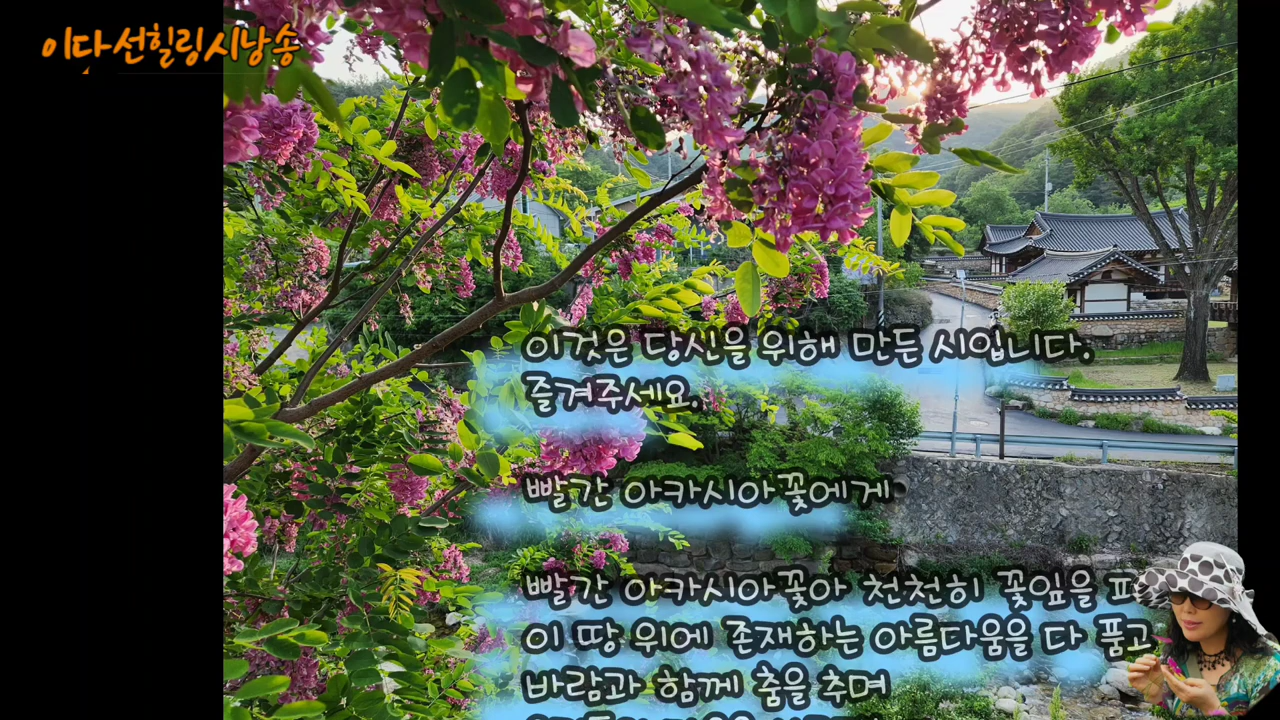 이다선힐링시낭송
이것은 당신을 위해 만든 시입니다.
즐겨주세요.
빨간 아카시아꽃에게
빨간 아카시아꽃아 천천히 꽃잎을
이 땅 위에 존재하는 아름다움을 다 품고
바람과 함께 춤을 추며